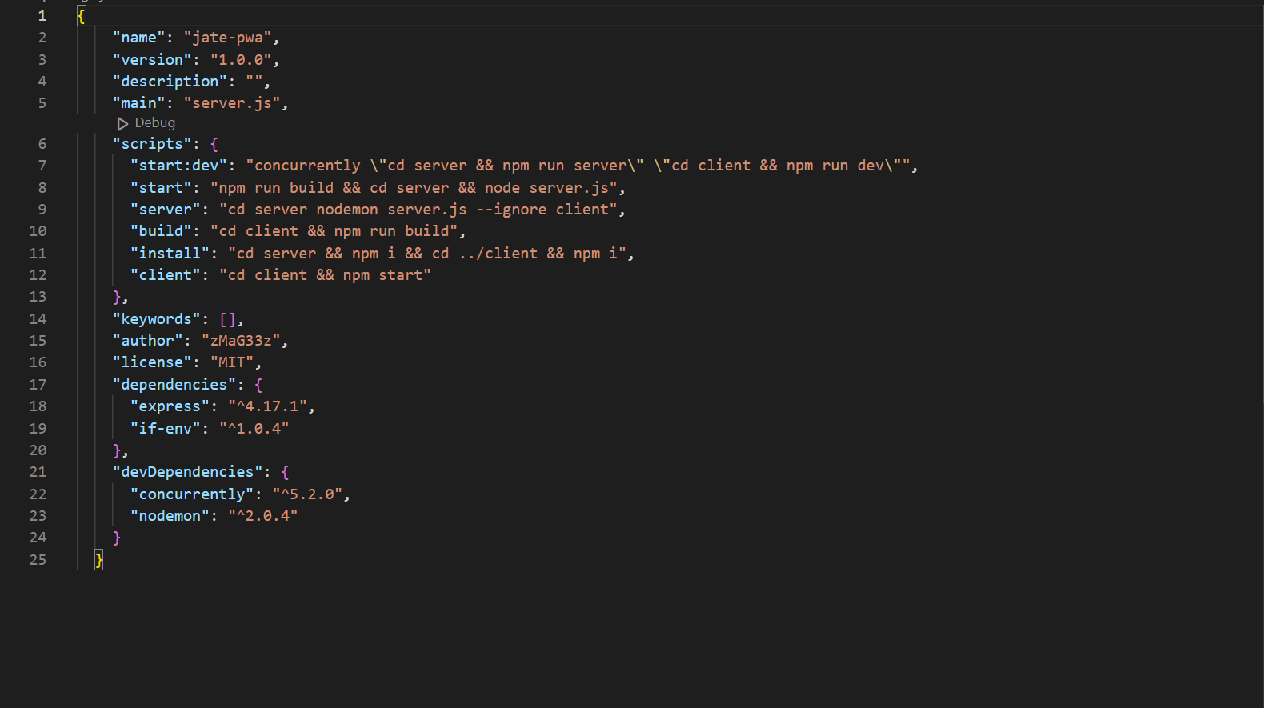 1 {
2 "name": "jate-pwa",
3 "version": "1.0.0",
4 "description": "",
5 "main": "server.js",
Debug
6 "scripts": {
7 "start:dev": "concurrently \"cd server && npm run server\" \"cd client && npm run dev\"",
8 "start": "npm run build && cd server && node server.js",
9 "server": "cd server nodemon server.js --ignore client",
10 "build": "cd client && npm run build",
11 "install": "cd server && npm i && cd ../client && npm i",
12 "client": "cd client && npm start"
13 },
14 "keywords": [],
15 "author": "zMaG33z",
16 "license": "MIT",
17 "dependencies": {
18 "express": "^4.17.1",
19 "if-env": "^1.0.4"
20 },
21 "devDependencies": {
22 "concurrently": "^5.2.0",
23 "nodemon": "^2.0.4"
24 }
25 }